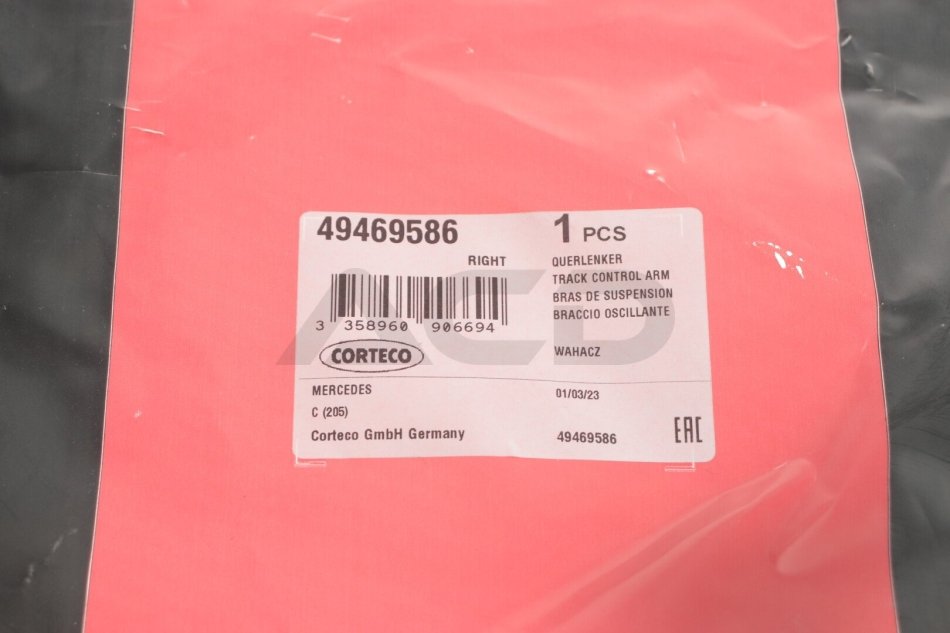 49469586
1 PCS
RIGHT
QUERLENKER
TRACK CONTROL ARM
BRAS DE SUSPENSION
BRACCIO OSCILLANTE
3 358960 906694
CORTECO
WAHACZ
MERCEDES
01/03/23
C (205)
Corteco GmbH Germany
49469586
EAC
ACD